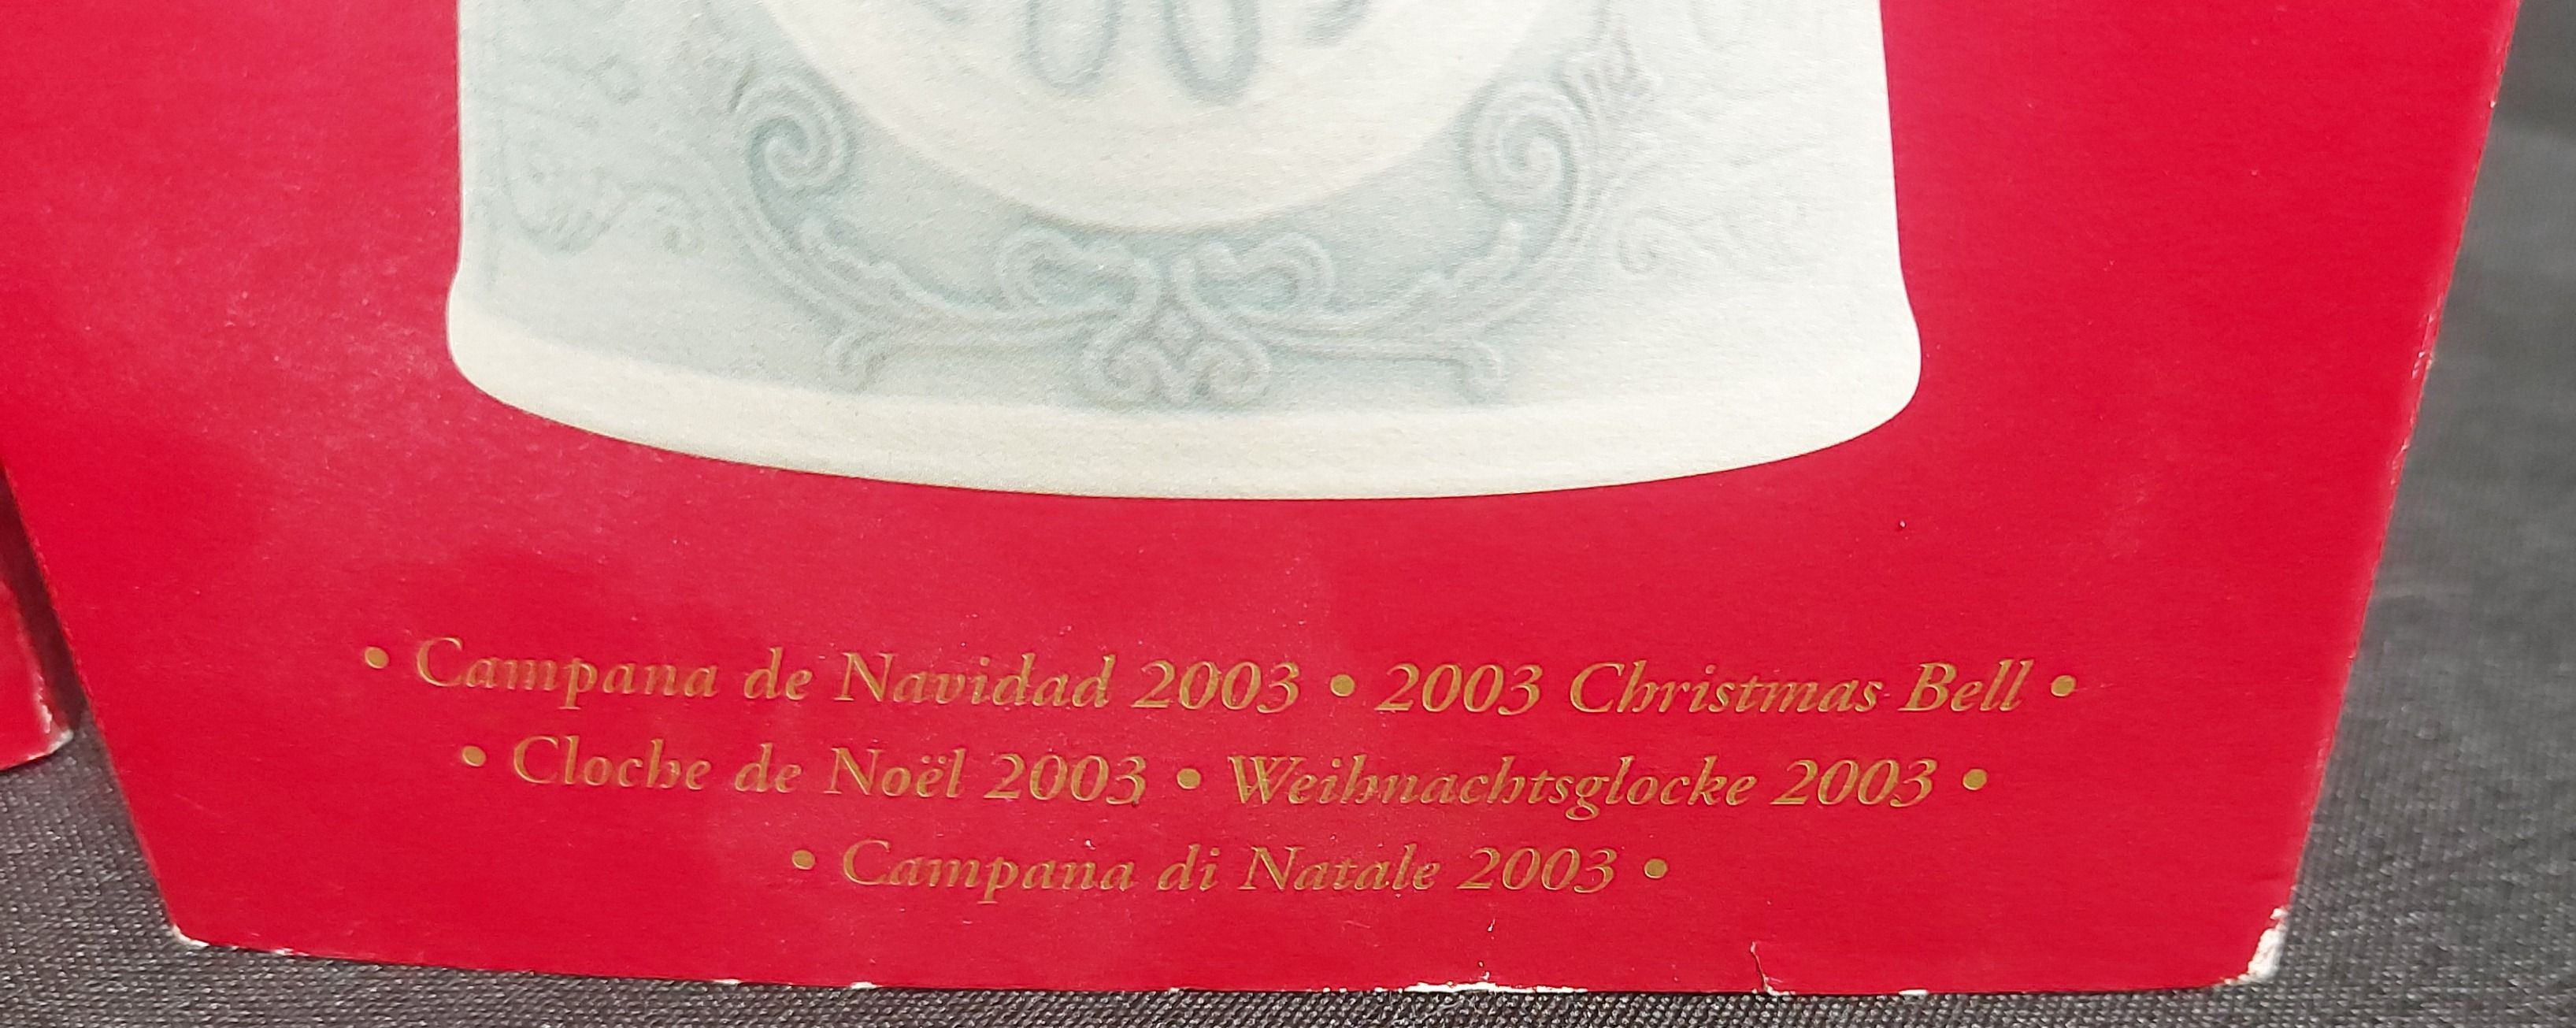 • Campana de Navidad 2003 • 2003 Christmas Bell •
• Cloche de Noël 2003 • Weihnachtsglocke 2003 •
• Campana di Natale 2003 •